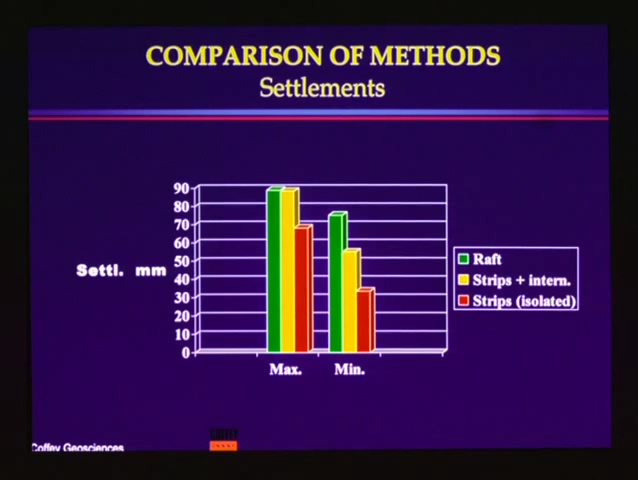 COMPARISON OF METHODS
Settlements
90
80
70
60
50
40
30
20
10
0
Settl. mm
Max. Min.
Raft
Strips + intern.
Strips (isolated)
Coffey Geosciences